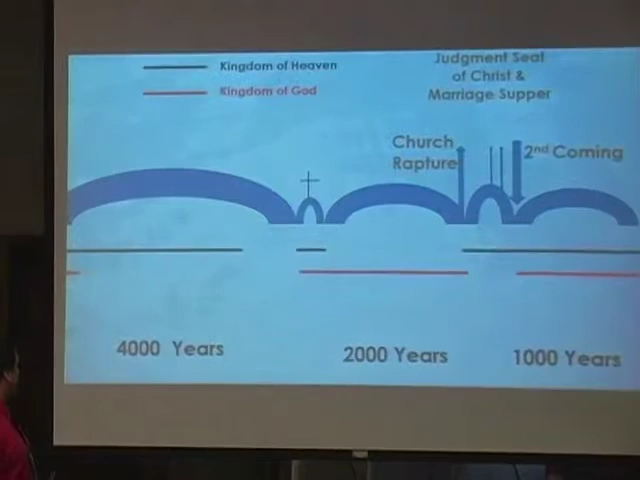 Kingdom of Heaven
Kingdom of God
Judgment Seat
of Christ &
Marriage Supper
Church
Rapture
2nd Coming
4000 Years
2000 Years
1000 Years